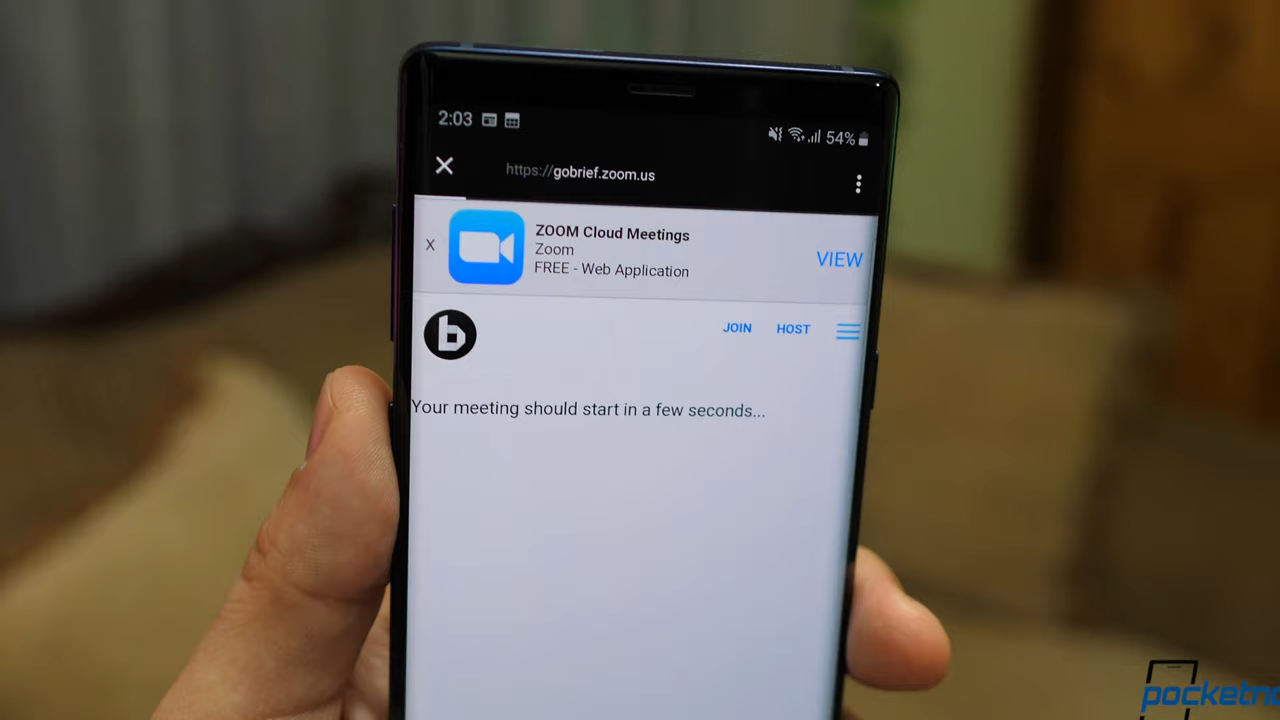 2:03
54%
https://gobrief.zoom.us
X
ZOOM Cloud Meetings
Zoom
FREE - Web Application
VIEW
b
JOIN HOST
Your meeting should start in a few seconds...
pocketn